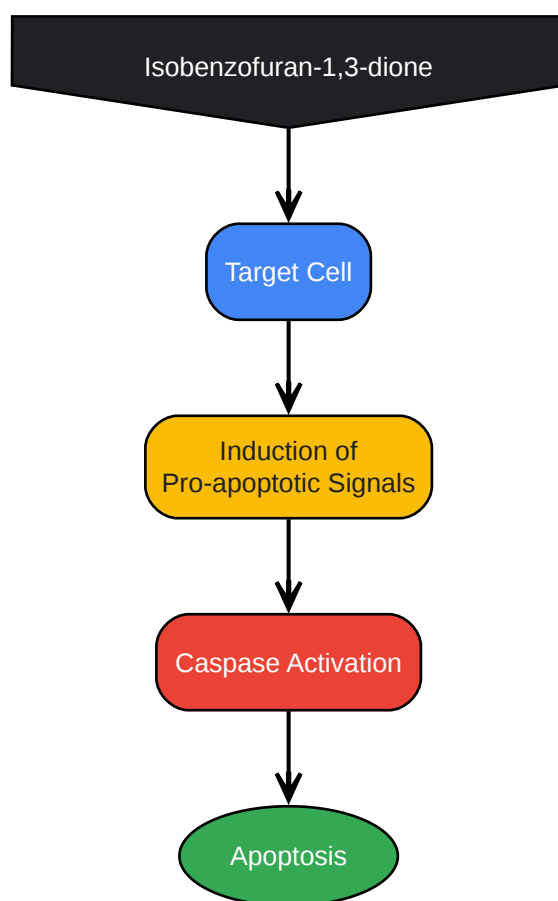 Isobenzofuran-1,3-dione
Target Cell
Induction of
Pro-apoptotic Signals
Caspase Activation
Apoptosis